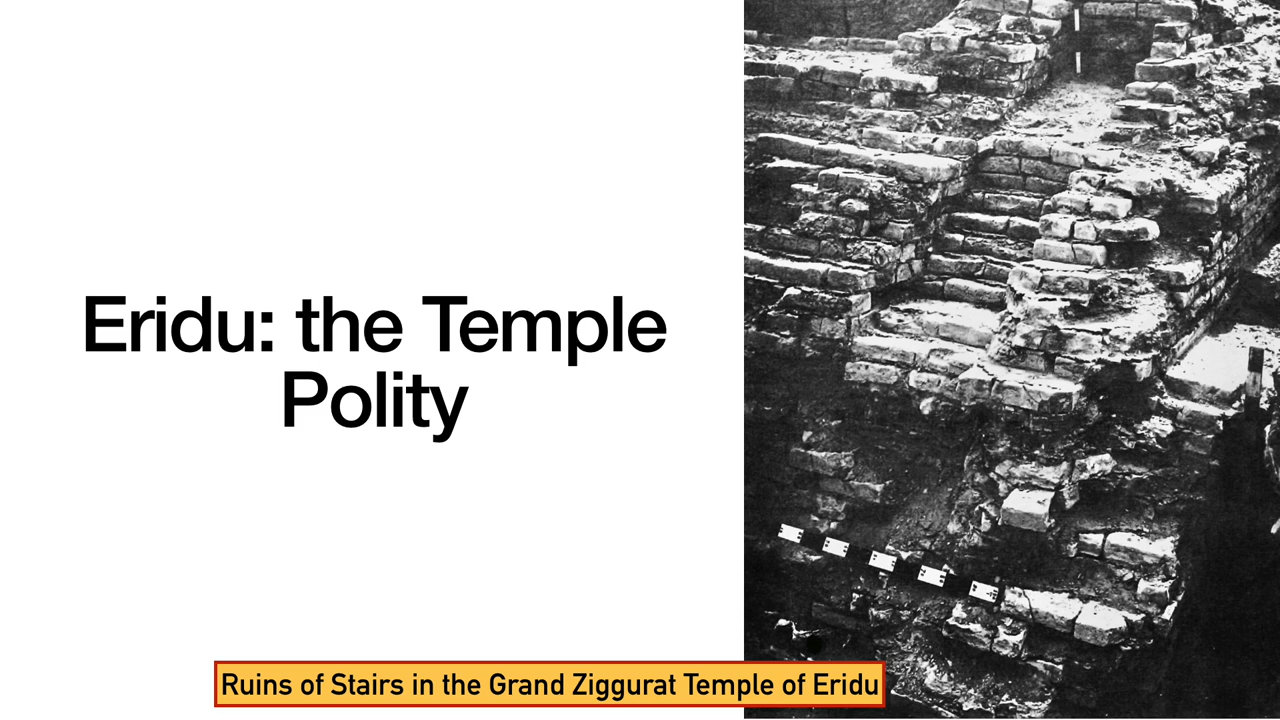 Eridu: the Temple
Polity
Ruins of Stairs in the Grand Ziggurat Temple of Eridu